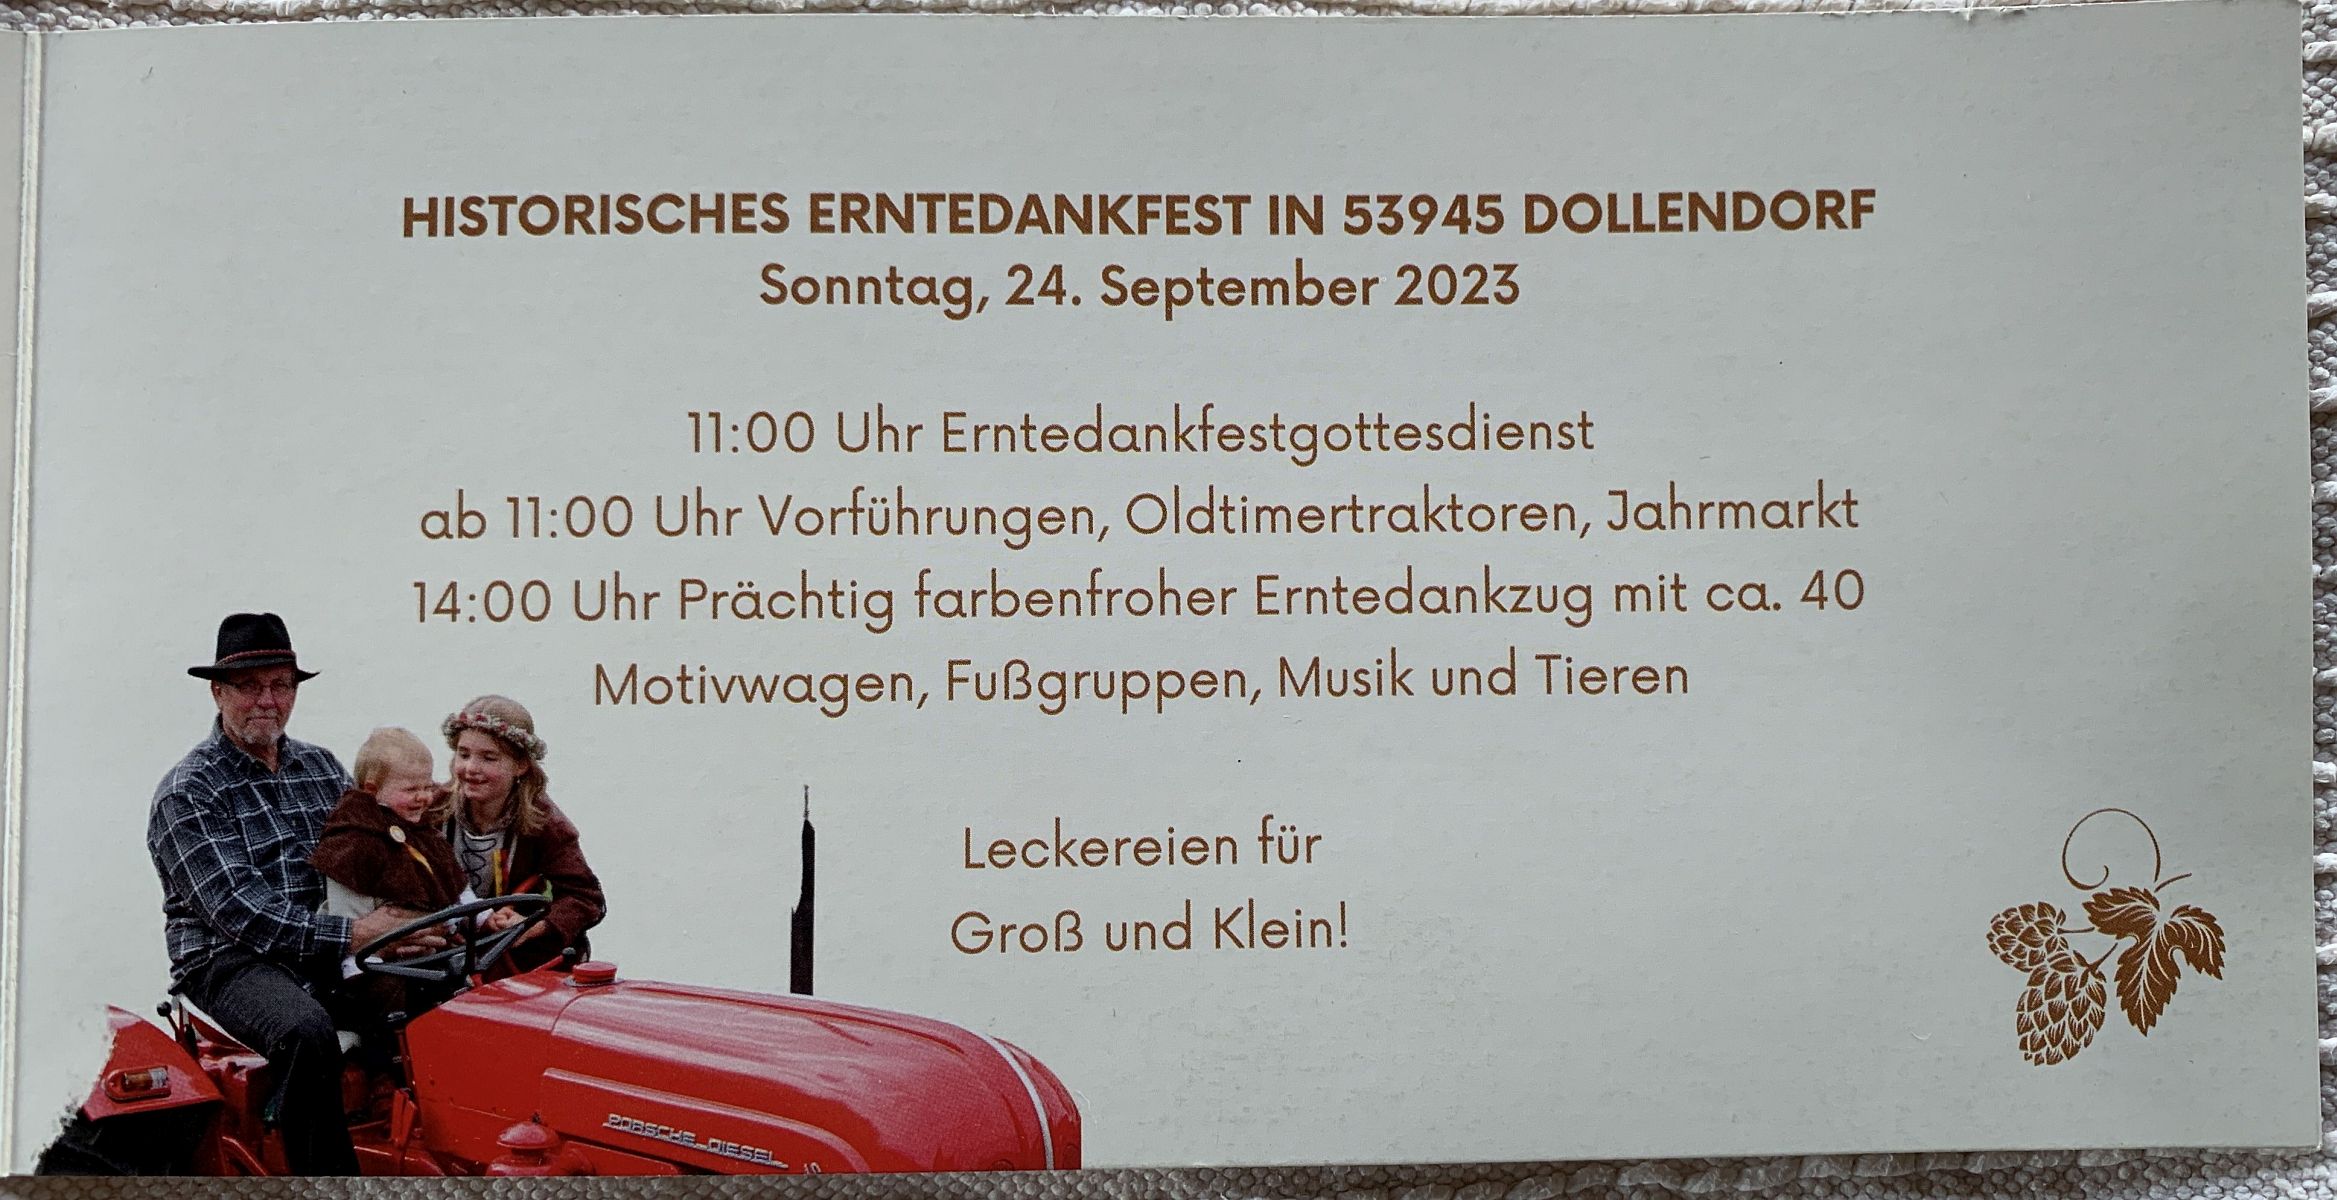 HISTORISCHES ERNTEDANKFEST IN 53945 DOLLENDORF
Sonntag, 24. September 2023
11:00 Uhr Erntedankfestgottesdienst
ab 11:00 Uhr Vorführungen, Oldtimertraktoren, Jahrmarkt
14:00 Uhr Prächtig farbenfroher Erntedankzug mit ca. 40
Motivwagen, Fußgruppen, Musik und Tieren
Leckereien für
Groß und Klein!
PORSCHE DIESEL